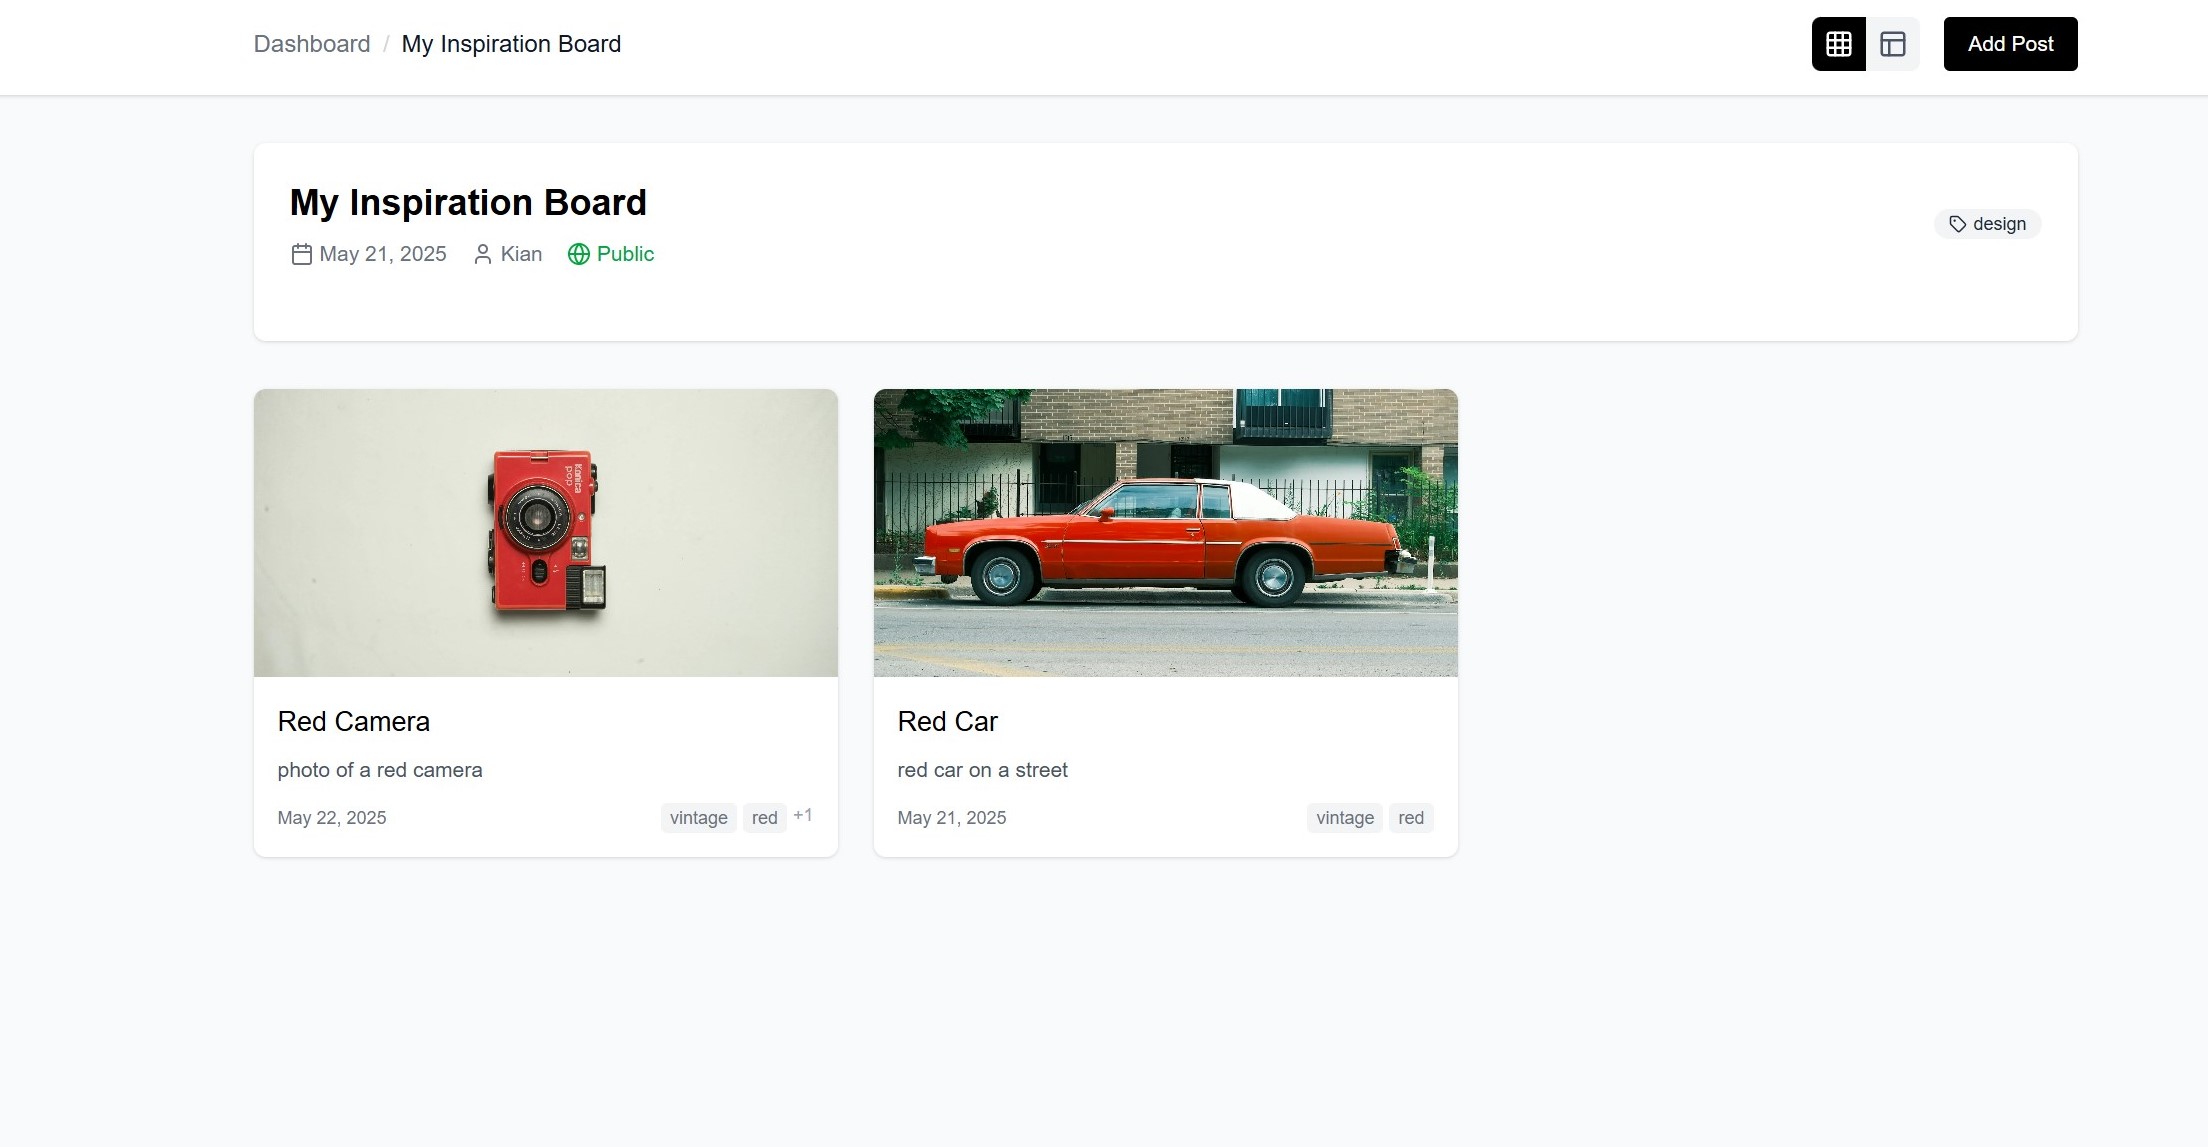 Dashboard / My Inspiration Board
Add Post
My Inspiration Board
May 21, 2025 Kian Public
design
Konica
pop
Red Camera
photo of a red camera
May 22, 2025 vintage red +1
Red Car
red car on a street
May 21, 2025 vintage red